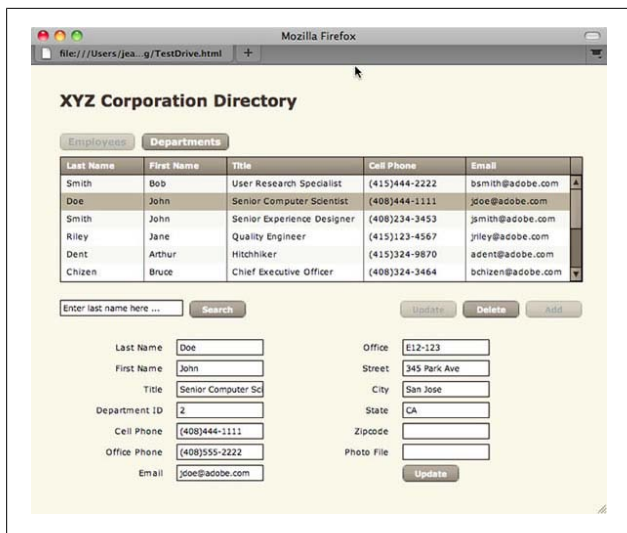 Mozilla Firefox
file:///Users/jea...g/TestDrive.html +
XYZ Corporation Directory
Employees Departments
Last Name First Name Title Cell Phone Email
Smith Bob User Research Specialist (415)444-2222 bsmith@adobe.com
Doe John Senior Computer Scientist (408)444-1111 jdoe@adobe.com
Smith John Senior Experience Designer (408)234-3453 jsmith@adobe.com
Riley Jane Quality Engineer (415)123-4567 jriley@adobe.com
Dent Arthur Hitchhiker (415)324-9870 adent@adobe.com
Chizen Bruce Chief Executive Officer (408)324-3464 bchizen@adobe.com
Enter last name here ... Search Update Delete Add
Last Name Doe Office E12-123
First Name John Street 345 Park Ave
Title Senior Computer Sci City San Jose
Department ID 2 State CA
Cell Phone (408)444-1111 Zipcode
Office Phone (408)555-2222 Photo File
Email jdoe@adobe.com Update